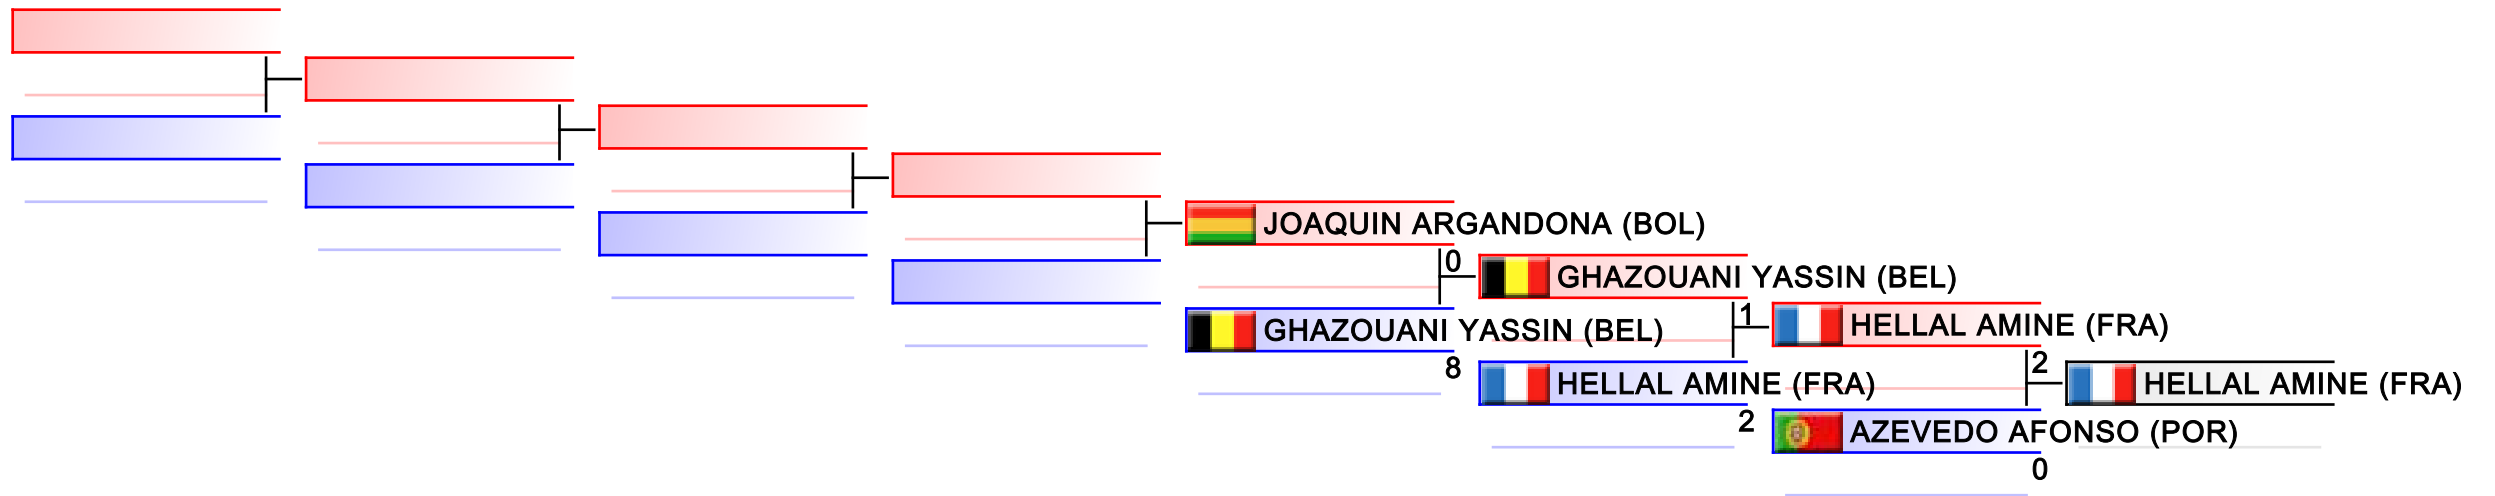 JOAQUIN ARGANDONA (BOL)
0
GHAZOUANI YASSIN (BEL)
8
GHAZOUANI YASSIN (BEL)
1
HELLAL AMINE (FRA)
2
HELLAL AMINE (FRA)
2
AZEVEDO AFONSO (POR)
0
HELLAL AMINE (FRA)